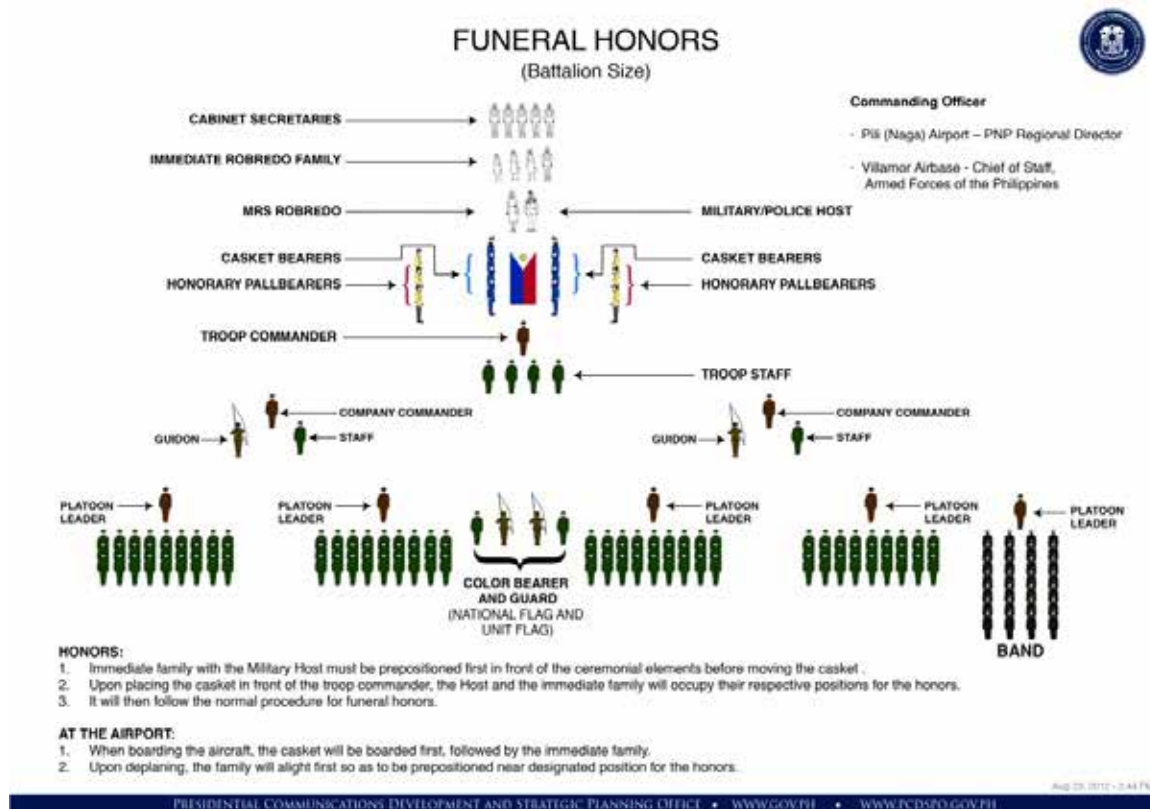 FUNERAL HONORS
(Battalion Size)
Commanding Officer
- Pili (Naga) Airport – PNP Regional Director
- Villamor Airbase - Chief of Staff,
Armed Forces of the Philippines
CABINET SECRETARIES
IMMEDIATE ROBREDO FAMILY
MRS ROBREDO
MILITARY/POLICE HOST
CASKET BEARERS
CASKET BEARERS
HONORARY PALLBEARERS
HONORARY PALLBEARERS
TROOP COMMANDER
TROOP STAFF
COMPANY COMMANDER
COMPANY COMMANDER
GUIDON
STAFF
GUIDON
STAFF
PLATOON
LEADER
PLATOON
LEADER
PLATOON
LEADER
PLATOON
LEADER
PLATOON
LEADER
COLOR BEARER
AND GUARD
(NATIONAL FLAG AND
UNIT FLAG)
BAND
HONORS:
1. Immediate family with the Military Host must be prepositioned first in front of the ceremonial elements before moving the casket .
2. Upon placing the casket in front of the troop commander, the Host and the immediate family will occupy their respective positions for the honors.
3. It will then follow the normal procedure for funeral honors.
AT THE AIRPORT:
1. When boarding the aircraft, the casket will be boarded first, followed by the immediate family.
2. Upon deplaning, the family will alight first so as to be prepositioned near designated position for the honors.
PRESIDENTIAL COMMUNICATIONS DEVELOPMENT AND STRATEGIC PLANNING OFFICE • WWW.GOV.PH • WWW.PCDSPO.GOV.PH